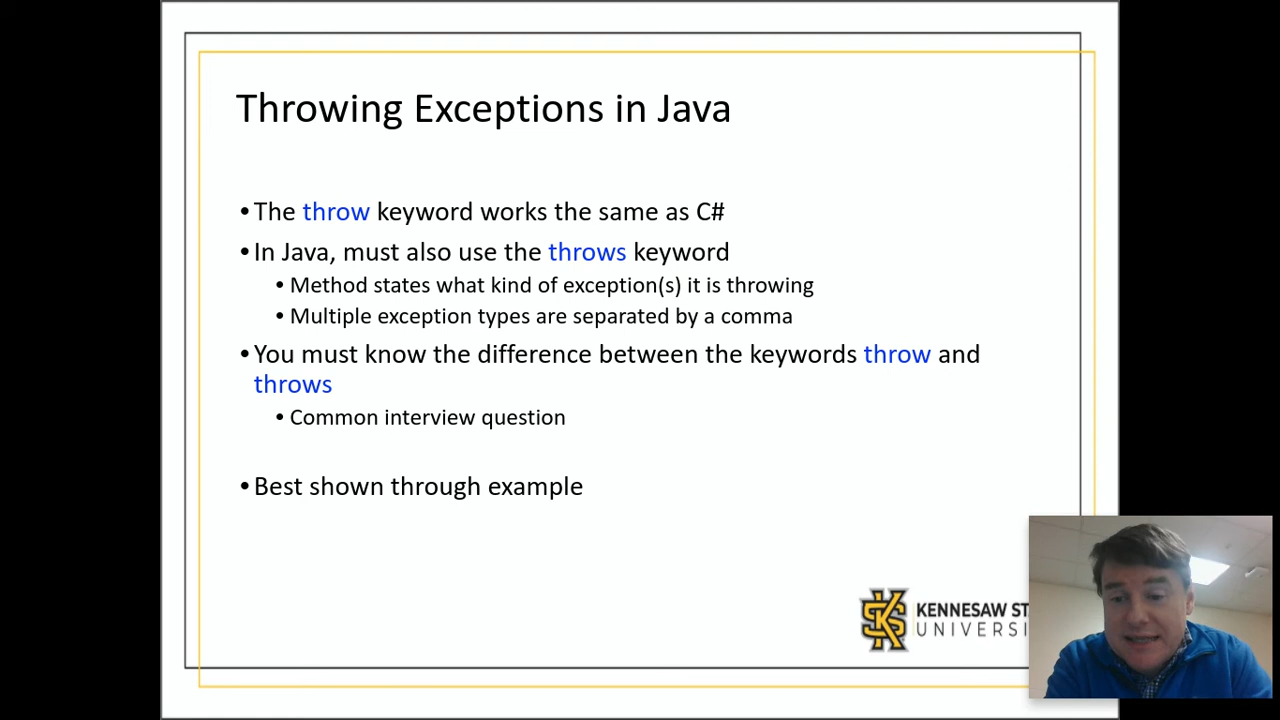 Throwing Exceptions in Java
•The throw keyword works the same as C#
•In Java, must also use the throws keyword
• Method states what kind of exception(s) it is throwing
• Multiple exception types are separated by a comma
•You must know the difference between the keywords throw and
throws
• Common interview question
•Best shown through example
KENNESAW ST
UNIVERSI